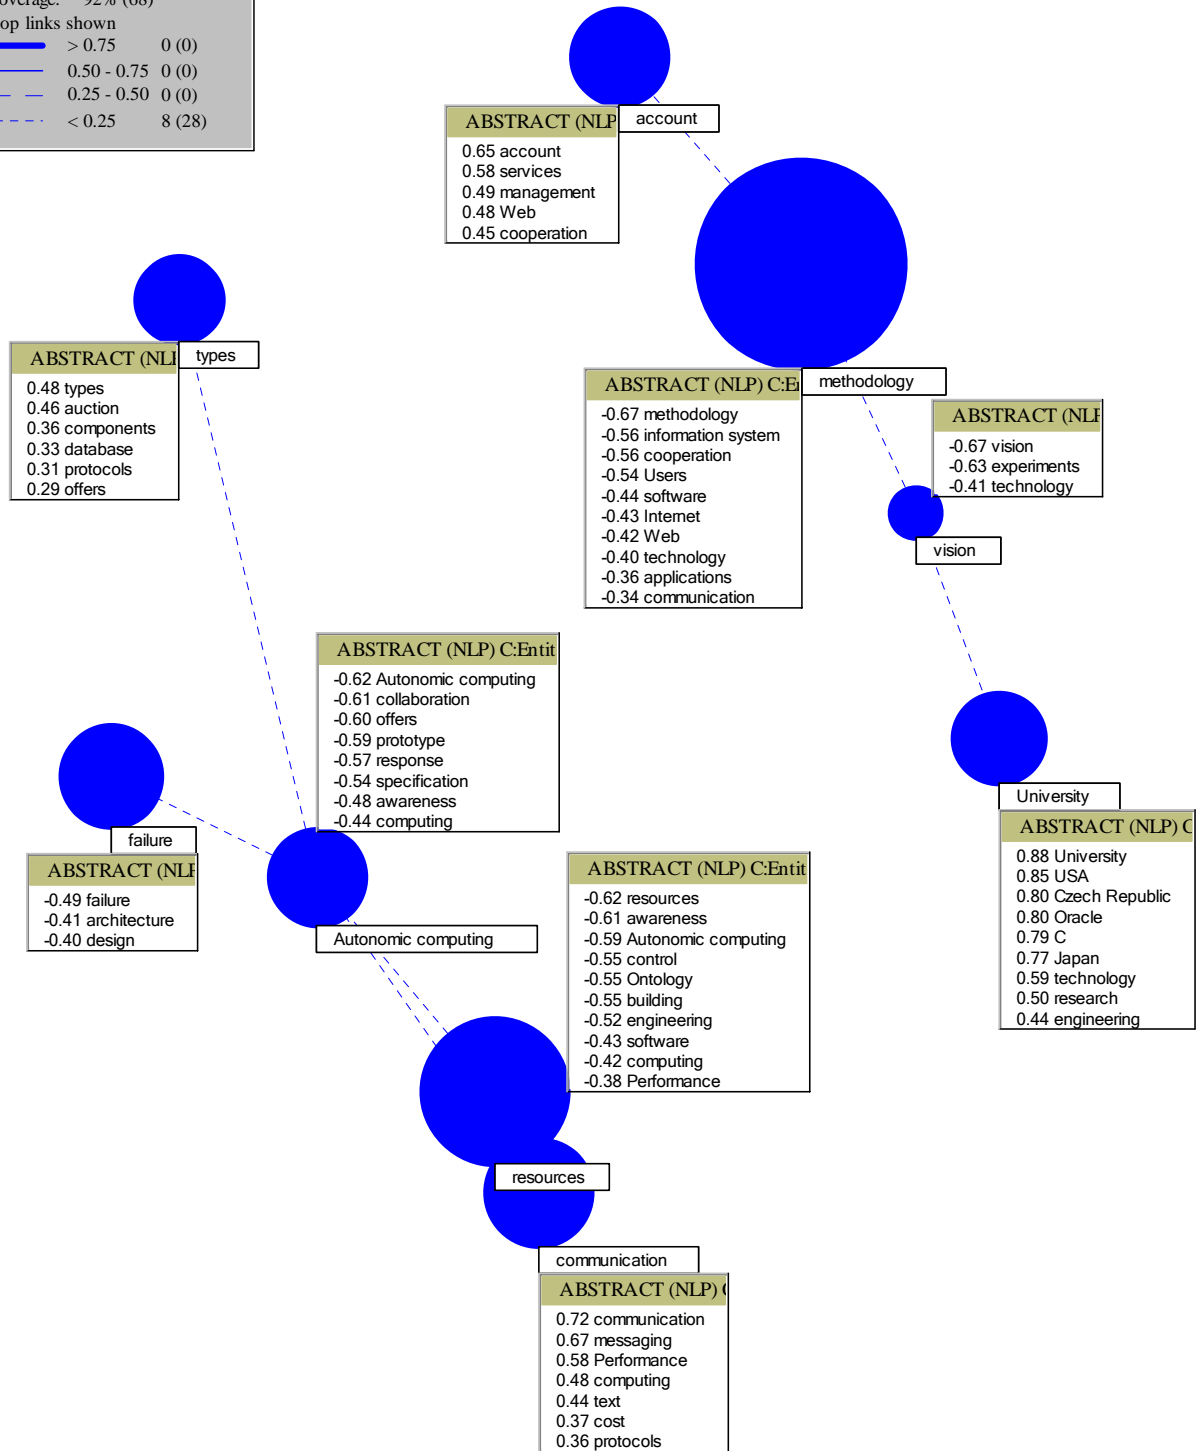 92% (68)
op links shown
> 0.75 0 (0)
0.50 - 0.75 0 (0)
0.25 - 0.50 0 (0)
< 0.25 8 (28)
account
ABSTRACT (NLP
0.65 account
0.58 services
0.49 management
0.48 Web
0.45 cooperation
types
ABSTRACT (NL
0.48 types
0.46 auction
0.36 components
0.33 database
0.31 protocols
0.29 offers
methodology
ABSTRACT (NLP) C:E
-0.67 methodology
-0.56 information system
-0.56 cooperation
-0.54 Users
-0.44 software
-0.43 Internet
-0.42 Web
-0.40 technology
-0.36 applications
-0.34 communication
ABSTRACT (NL
-0.67 vision
-0.63 experiments
-0.41 technology
vision
ABSTRACT (NLP) C:Entit
-0.62 Autonomic computing
-0.61 collaboration
-0.60 offers
-0.59 prototype
-0.57 response
-0.54 specification
-0.48 awareness
-0.44 computing
University
ABSTRACT (NLP) C
0.88 University
0.85 USA
0.80 Czech Republic
0.80 Oracle
0.79 C
0.77 Japan
0.59 technology
0.50 research
0.44 engineering
failure
ABSTRACT (NL
-0.49 failure
-0.41 architecture
-0.40 design
Autonomic computing
ABSTRACT (NLP) C:Entit
-0.62 resources
-0.61 awareness
-0.59 Autonomic computing
-0.55 control
-0.55 Ontology
-0.55 building
-0.52 engineering
-0.43 software
-0.42 computing
-0.38 Performance
resources
communication
ABSTRACT (NLP)
0.72 communication
0.67 messaging
0.58 Performance
0.48 computing
0.44 text
0.37 cost
0.36 protocols